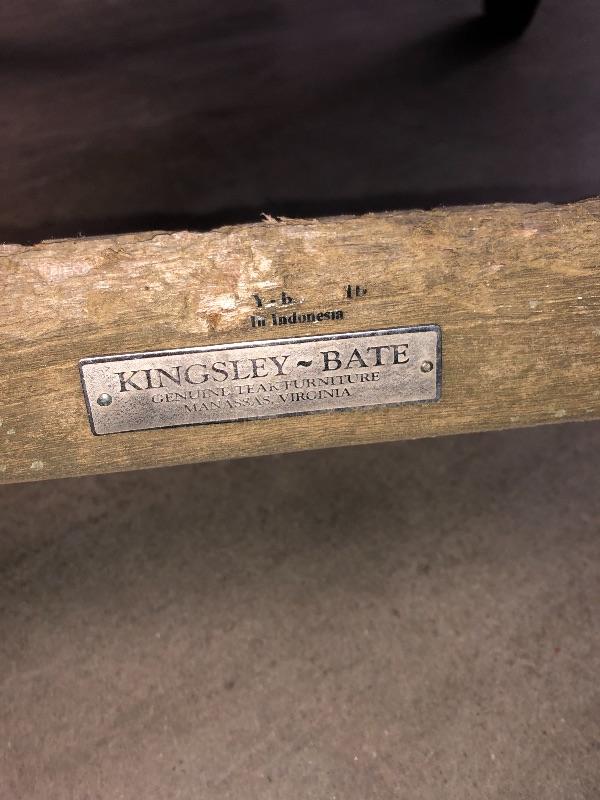 In Indonesia
KINGSLEY ~ BATE
GENUINE TEAK FURNITURE
MANASSAS, VIRGINIA